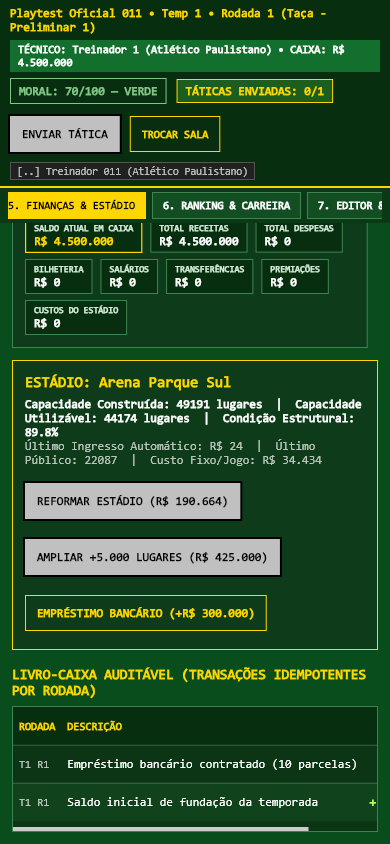 Playtest Oficial 011 • Temp 1 • Rodada 1 (Taça -
Preliminar 1)
TÉCNICO: Treinador 1 (Atlético Paulistano) • CAIXA: R$
4.500.000
MORAL: 70/100 — VERDE
TÁTICAS ENVIADAS: 0/1
ENVIAR TÁTICA
TROCAR SALA
[..] Treinador 011 (Atlético Paulistano)
5. FINANÇAS & ESTÁDIO
6. RANKING & CARREIRA
7. EDITOR &
SALDO ATUAL EM CAIXA
R$ 4.500.000
TOTAL RECEITAS
R$ 4.500.000
TOTAL DESPESAS
R$ 0
BILHETERIA
R$ 0
SALÁRIOS
R$ 0
TRANSFERÊNCIAS
R$ 0
PREMIAÇÕES
R$ 0
CUSTOS DO ESTÁDIO
R$ 0
ESTÁDIO: Arena Parque Sul
Capacidade Construída: 49191 lugares | Capacidade
Utilizável: 44174 lugares | Condição Estrutural:
89.8%
Último Ingresso Automático: R$ 24 | Último
Público: 22087 | Custo Fixo/Jogo: R$ 34.434
REFORMAR ESTÁDIO (R$ 190.664)
AMPLIAR +5.000 LUGARES (R$ 425.000)
EMPRÉSTIMO BANCÁRIO (+R$ 300.000)
LIVRO-CAIXA AUDITÁVEL (TRANSAÇÕES IDEMPOTENTES
POR RODADA)
RODADA DESCRIÇÃO
T1 R1 Empréstimo bancário contratado (10 parcelas)
T1 R1 Saldo inicial de fundação da temporada +